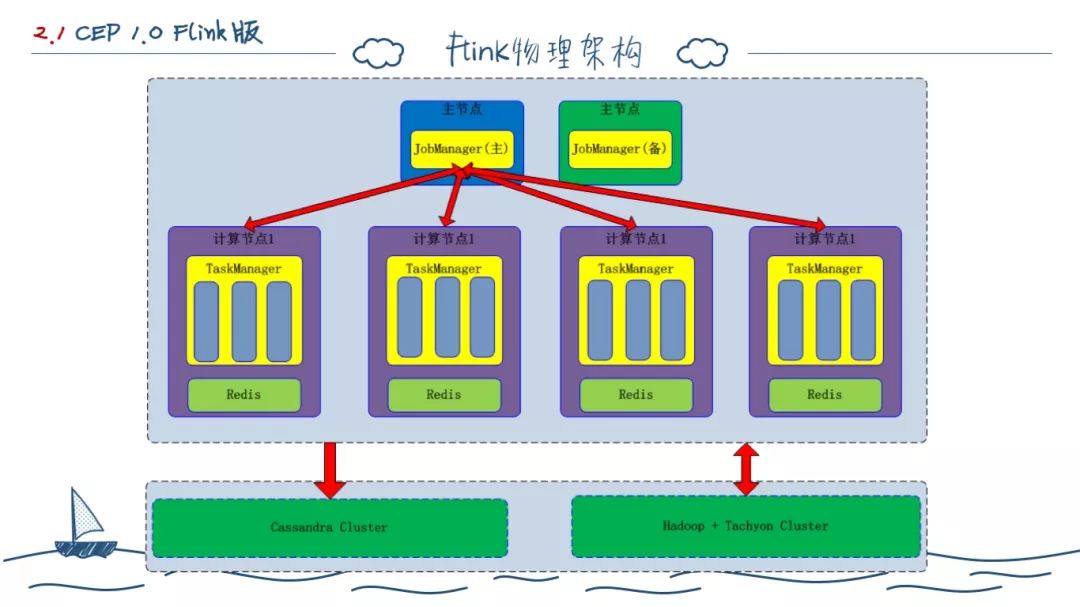 2.1 CEP 1.0 Flink版
Flink物理架构
主节点
主节点
JobManager(主)
JobManager(备)
计算节点1
计算节点1
计算节点1
计算节点1
TaskManager
TaskManager
TaskManager
TaskManager
Redis
Redis
Redis
Redis
Cassandra Cluster
Hadoop + Tachyon Cluster